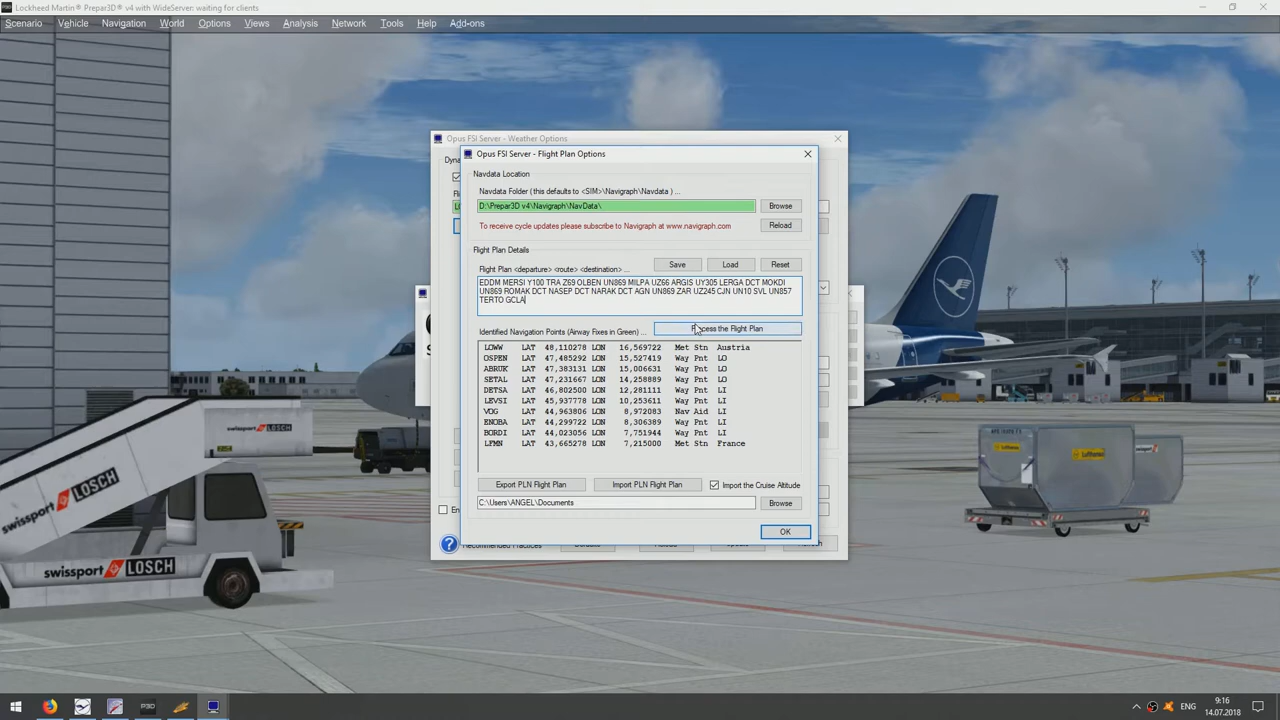 Lockheed Martin® Prepar3D® v4 with WideServer: waiting for clients
Scenario Vehicle Navigation World Options Views Analysis Network Tools Help Add-ons
Opus FSI Server - Weather Options
Opus FSI Server - Flight Plan Options
Navdata Location
Navdata Folder ( this defaults to <SIM>\Navigraph\Navdata ) ...
D:\Prepar3D v4\Navigraph\NavData\ Browse
To receive cycle updates please subscribe to Navigraph at www.navigraph.com Reload
Flight Plan Details
Flight Plan <departure> <route> <destination> ... Save Load Reset
EDDM MERSI Y100 TRA Z69 OLBEN UN869 MILPA UZ66 ARGIS UY305 LERGA DCT MOKDI
UN869 ROMAK DCT NASEP DCT NARAK DCT AGN UN869 ZAR UZ245 CJN UN10 SVL UN857
TERTO GCLA
Identified Navigation Points (Airway Fixes in Green) ... Process the Flight Plan
LOWW LAT 48,110278 LON 16,569722 Met Stn Austria
OSPEN LAT 47,485292 LON 15,527419 Way Pnt LO
ABRUK LAT 47,383131 LON 15,006631 Way Pnt LO
SETAL LAT 47,231667 LON 14,258889 Way Pnt LO
DETSA LAT 46,802500 LON 12,281111 Way Pnt LI
LEVSI LAT 45,937778 LON 10,253611 Way Pnt LI
VOG LAT 44,963806 LON 8,972083 Nav Aid LI
ENOBA LAT 44,299722 LON 8,306389 Way Pnt LI
BORDI LAT 44,023056 LON 7,751944 Way Pnt LI
LFMN LAT 43,665278 LON 7,215000 Met Stn France
Export PLN Flight Plan Import PLN Flight Plan Import the Cruise Altitude
C:\Users\ANGEL\Documents Browse
OK
Recommended Practices
swissport LOSCH
swissport LOSCH
swissport LOSCH
Lufthansa
Lufthansa
ENG
9:16
14.07.2018
P3D